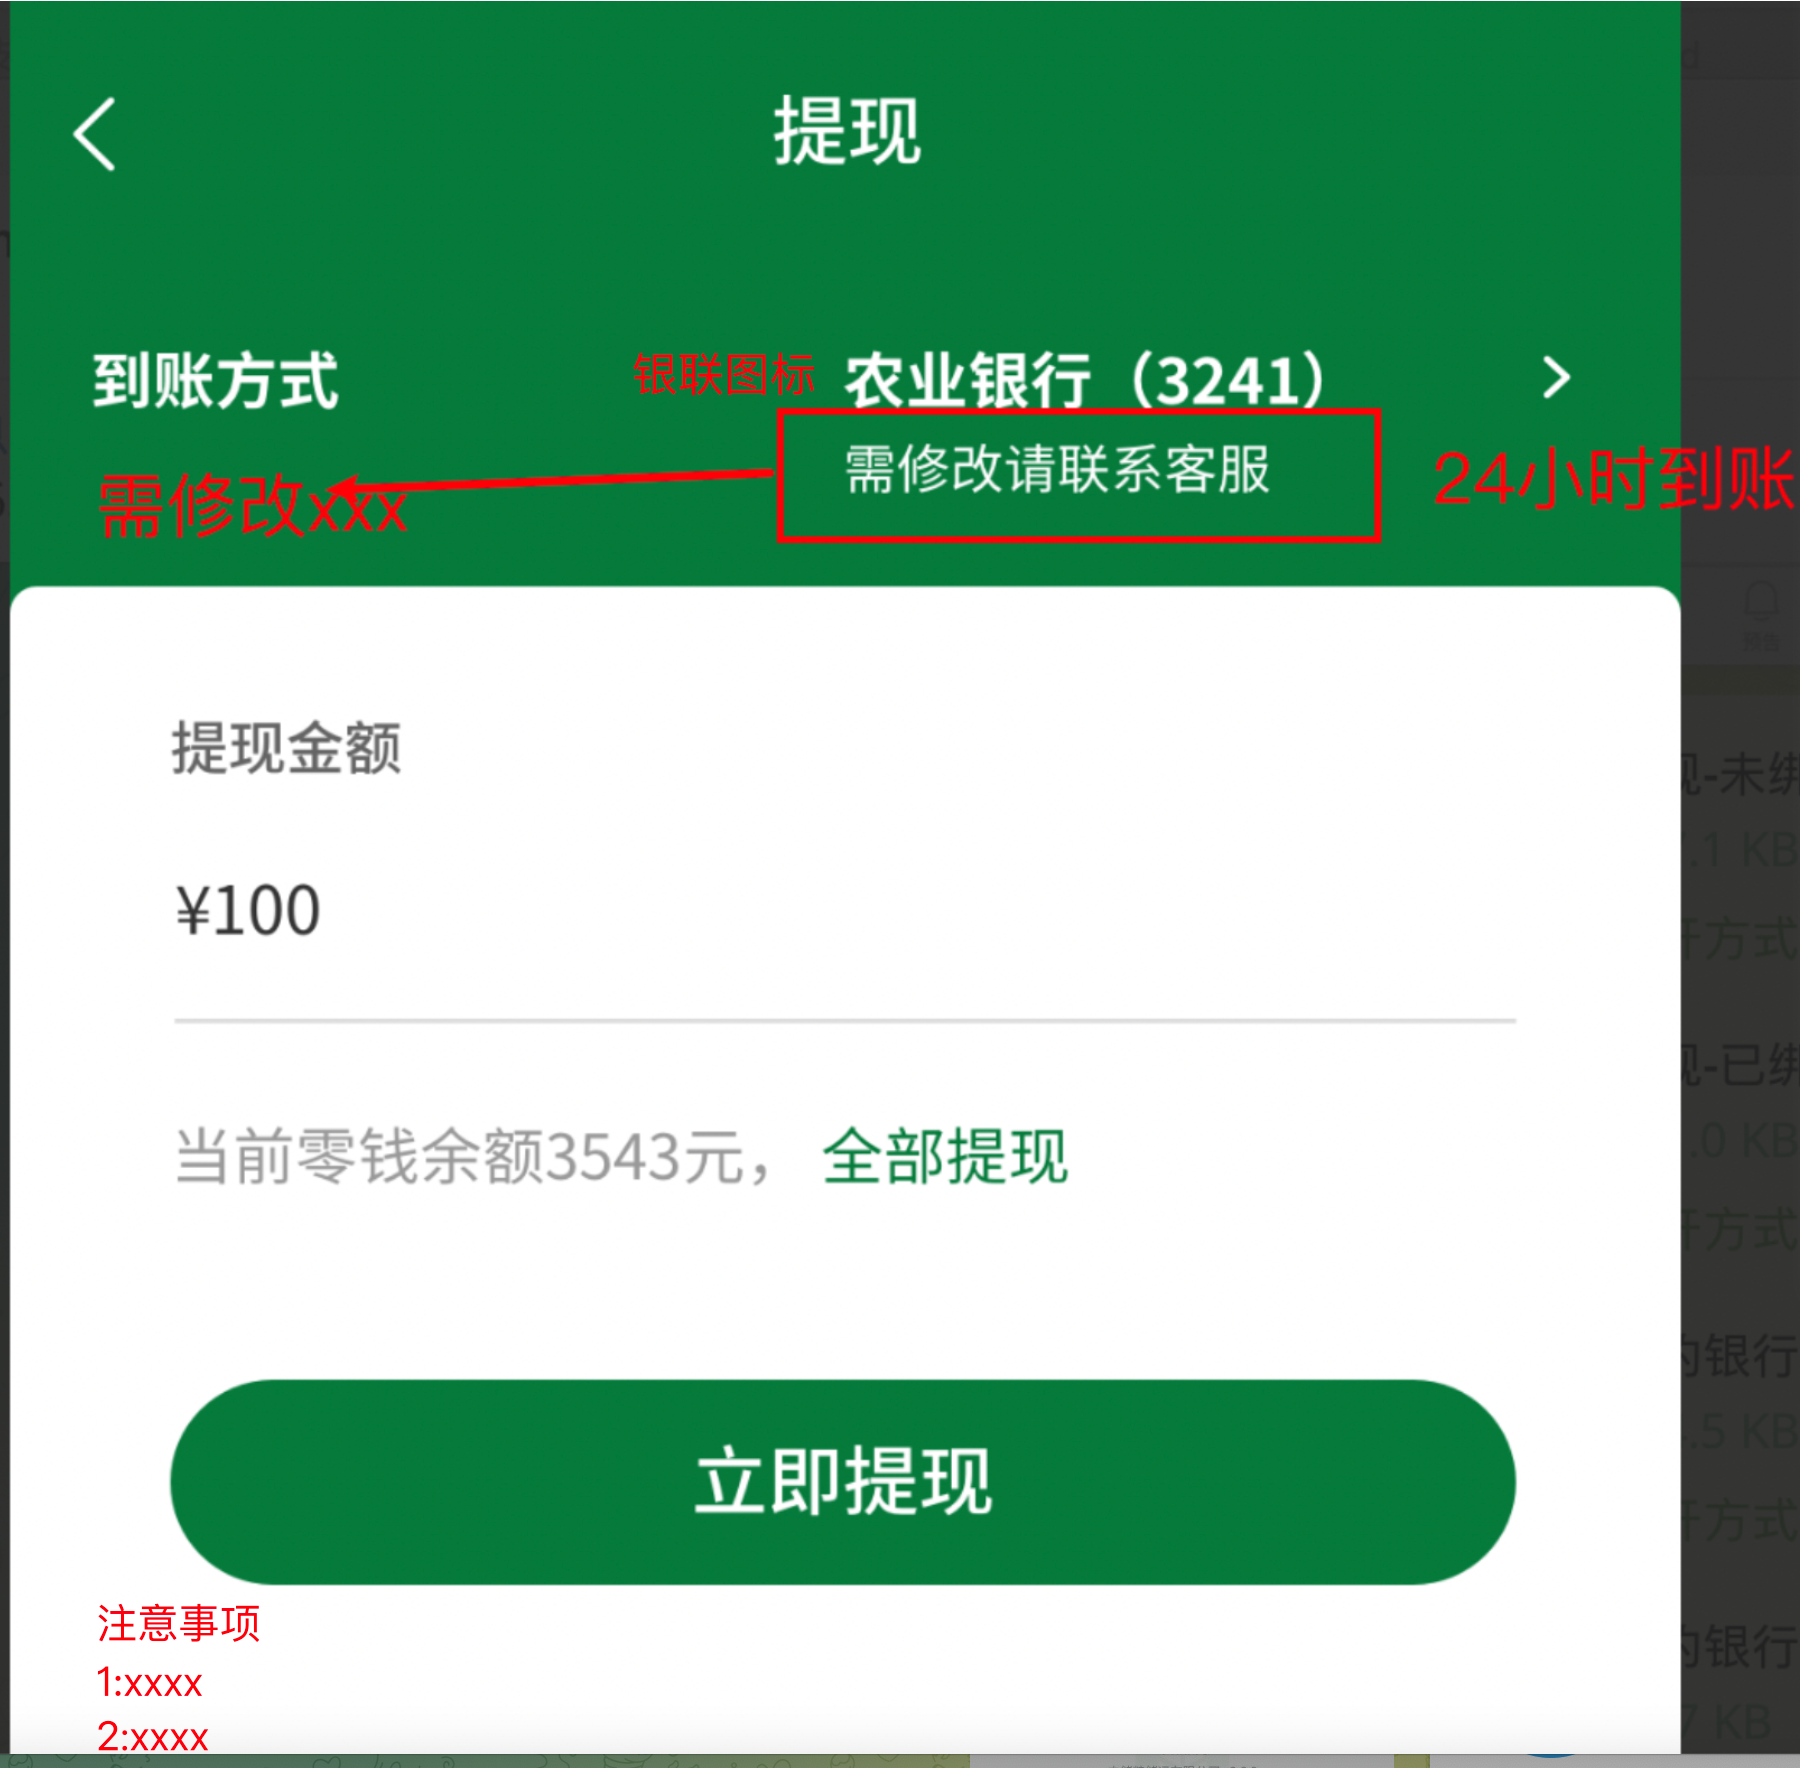 提现
到账方式 银联图标 农业银行（3241）
需修改请联系客服
需修改xxx
24小时到账
预告
提现金额
-未
¥100
.1 KB
方式
当前零钱余额3543元， 全部提现
-已
.0 KB
方式
立即提现
银行
.5 KB
方式
注意事项
1:xxxx
银行
2:xxxx
7 KB